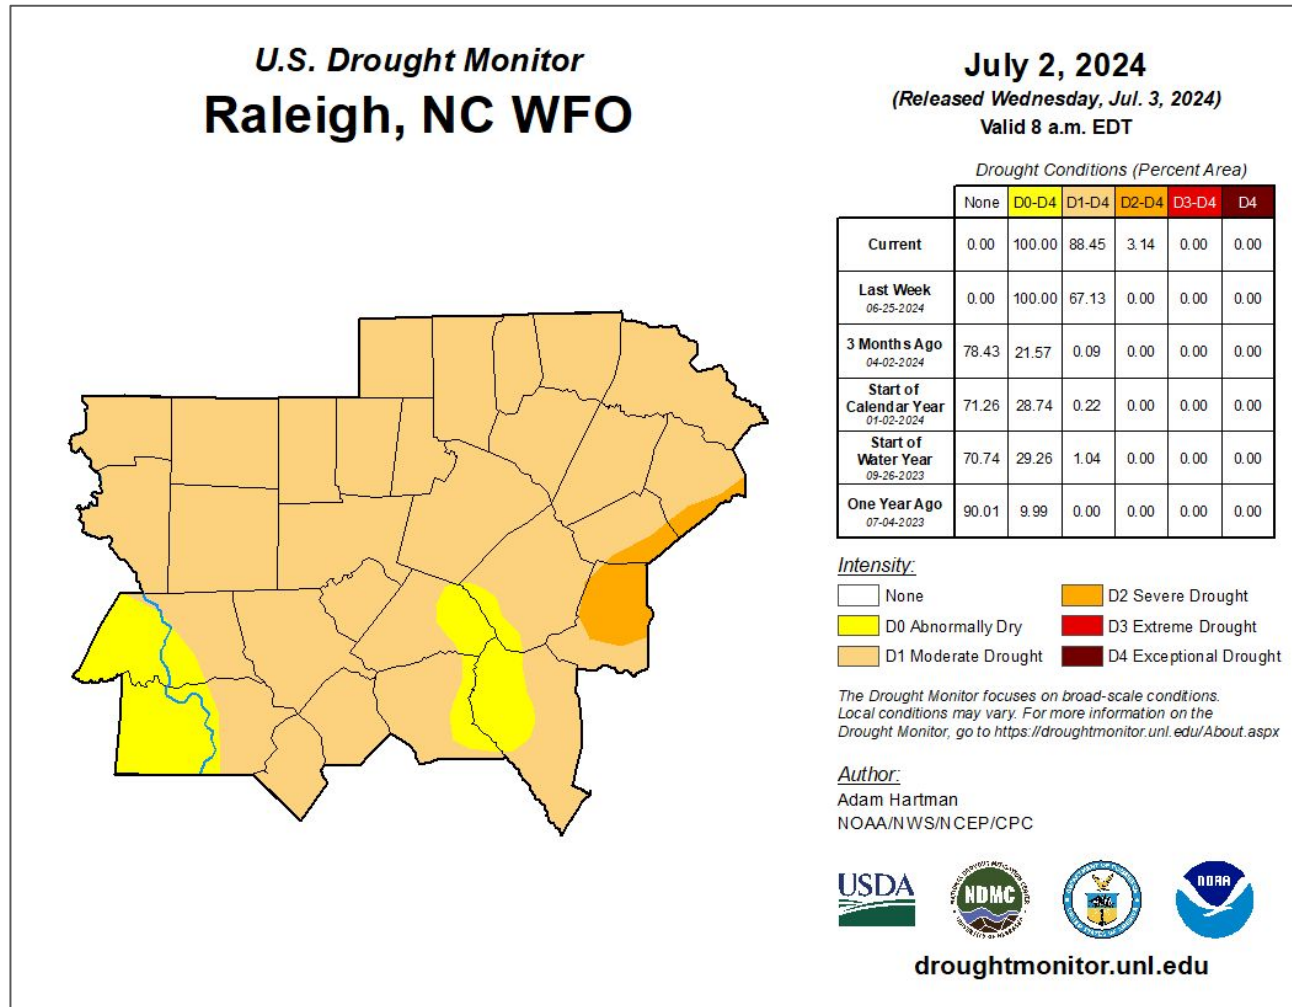 U.S. Drought Monitor
Raleigh, NC WFO
July 2, 2024
(Released Wednesday, Jul. 3, 2024)
Valid 8 a.m. EDT
Drought Conditions (Percent Area)
None D0-D4 D1-D4 D2-D4 D3-D4 D4
Current 0.00 100.00 88.45 3.14 0.00 0.00
Last Week
06-25-2024
0.00 100.00 67.13 0.00 0.00 0.00
3 Months Ago
04-02-2024
78.43 21.57 0.09 0.00 0.00 0.00
Start of
Calendar Year
01-02-2024
71.26 28.74 0.22 0.00 0.00 0.00
Start of
Water Year
09-26-2023
70.74 29.26 1.04 0.00 0.00 0.00
One Year Ago
07-04-2023
90.01 9.99 0.00 0.00 0.00 0.00
Intensity:
None
D0 Abnormally Dry
D1 Moderate Drought
D2 Severe Drought
D3 Extreme Drought
D4 Exceptional Drought
The Drought Monitor focuses on broad-scale conditions.
Local conditions may vary. For more information on the
Drought Monitor, go to https://droughtmonitor.unl.edu/About.aspx
Author:
Adam Hartman
NOAA/NWS/NCEP/CPC
USDA
NDMC
NOAA
droughtmonitor.unl.edu